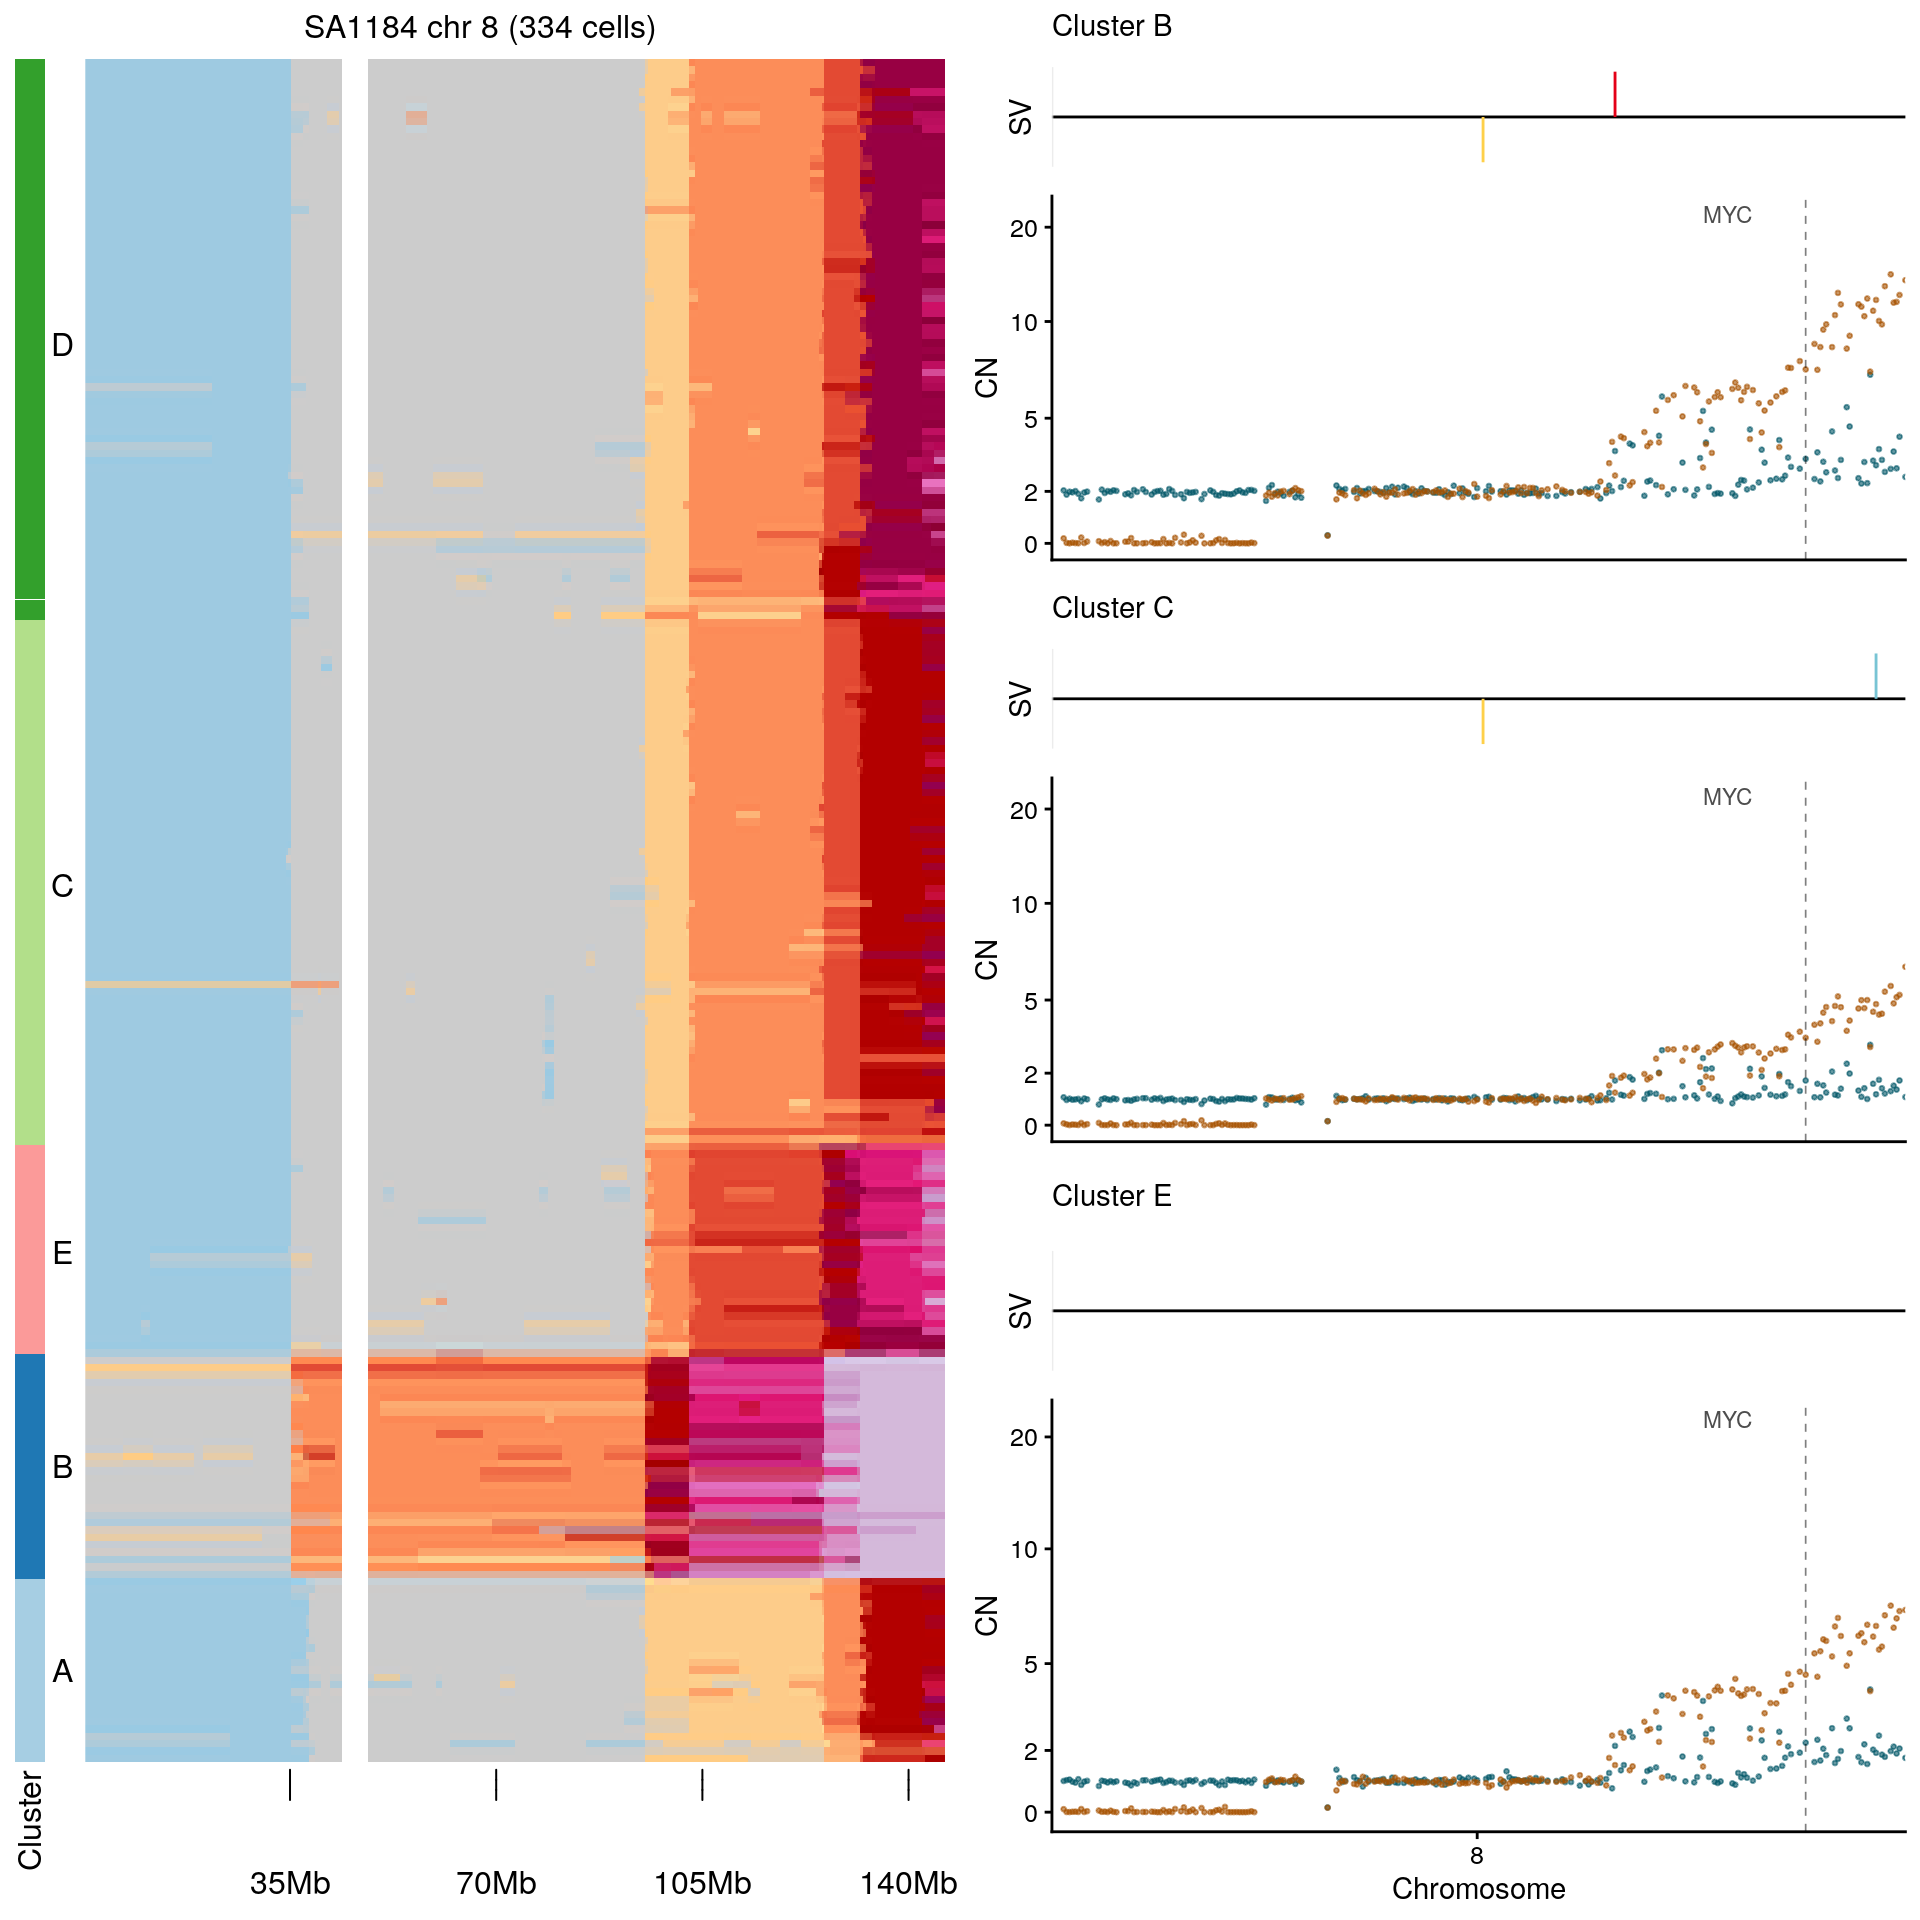 SA1184 chr 8 (334 cells)
D
C
E
B
A
Cluster
35Mb 70Mb 105Mb 140Mb
Cluster B
SV
MYC
CN
20
10
5
2
0
Cluster C
SV
MYC
CN
20
10
5
2
0
Cluster E
SV
MYC
CN
20
10
5
2
0
8
Chromosome